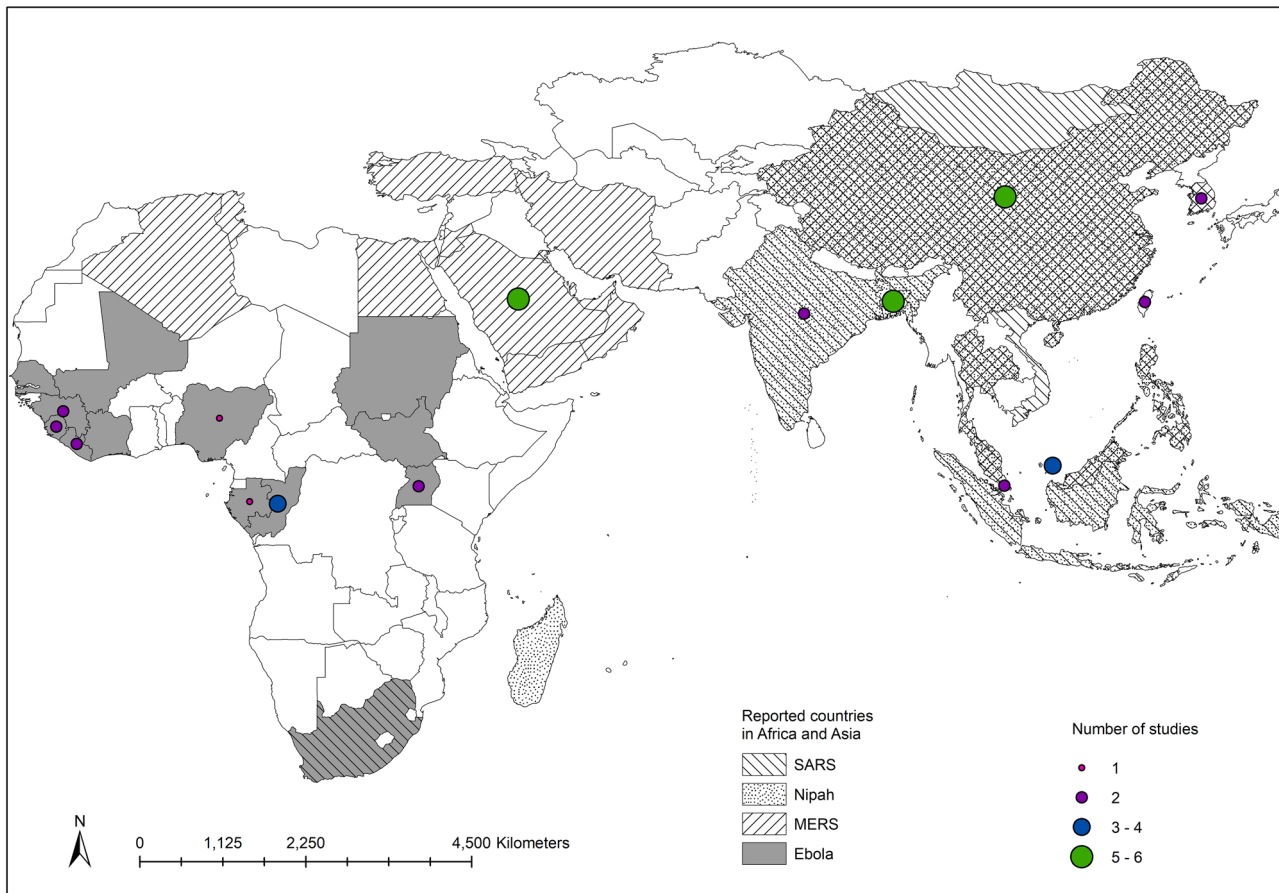 Reported countries
in Africa and Asia
SARS
Nipah
MERS
Ebola
Number of studies
1
2
3 - 4
5 - 6
N
0 1,125 2,250 4,500 Kilometers